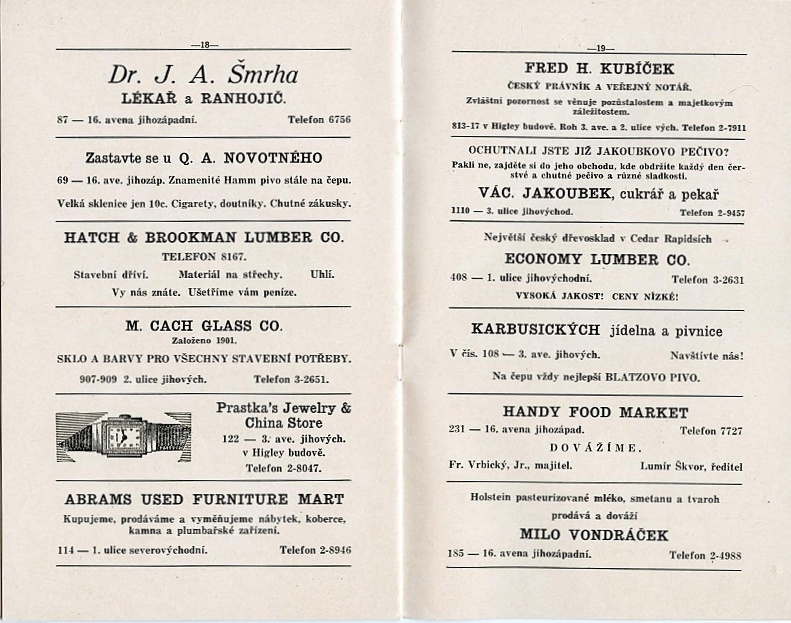 —18—
Dr. J. A. Šmrha
LÉKAŘ a RANHOJIČ.
87 — 16. avena jihozápadní. Telefon 6756
Zastavte se u Q. A. NOVOTNÉHO
69 — 16. ave. jihozáp. Znamenité Hamm pivo stále na čepu.
Velká sklenice jen 10c. Cigarety, doutníky. Chutné zákusky.
HATCH & BROOKMAN LUMBER CO.
TELEFON 8167.
Stavební dříví. Materiál na střechy. Uhlí.
Vy nás znáte. Ušetříme vám peníze.
M. CACH GLASS CO.
Založeno 1901.
SKLO A BARVY PRO VŠECHNY STAVEBNÍ POTŘEBY.
907-909 2. ulice jihových. Telefon 3-2651.
Prastka's Jewelry &
China Store
122 — 3. ave. jihových.
v Higley budově.
Telefon 2-8047.
ABRAMS USED FURNITURE MART
Kupujeme, prodáváme a vyměňujeme nábytek, koberce,
kamna a plumbařské zařízení.
114 — 1. ulice severovýchodní. Telefon 2-8946
—19—
FRED H. KUBÍČEK
ČESKÝ PRÁVNÍK A VEŘEJNÝ NOTÁŘ.
Zvláštní pozornost se věnuje pozůstalostem a majetkovým
záležitostem.
813-17 v Higley budově. Roh 3. ave. a 2. ulice vých. Telefon 2-7911
OCHUTNALI JSTE JIŽ JAKOUBKOVO PEČIVO?
Pakli ne, zajděte si do jeho obchodu, kde obdržíte každý den čer-
stvé a chutné pečivo a různé sladkosti.
VÁC. JAKOUBEK, cukrář a pekař
1110 — 3. ulice jihovýchod. Telefon 2-9457
Největší český dřevosklad v Cedar Rapidsích
ECONOMY LUMBER CO.
408 — 1. ulice jihovýchodní. Telefon 3-2631
VYSOKÁ JAKOST! CENY NÍZKÉ!
KARBUSICKÝCH jídelna a pivnice
V čís. 108 — 3. ave. jihových. Navštivte nás!
Na čepu vždy nejlepší BLATZOVO PIVO.
HANDY FOOD MARKET
231 — 16. avena jihozápad. Telefon 7727
DOVÁŽÍME.
Fr. Vrbický, Jr., majitel. Lumír Škvor, ředitel
Holstein pasteurizované mléko, smetanu a tvaroh
prodává a dováží
MILO VONDRÁČEK
185 — 16. avena jihozápadní. Telefon 2-4988